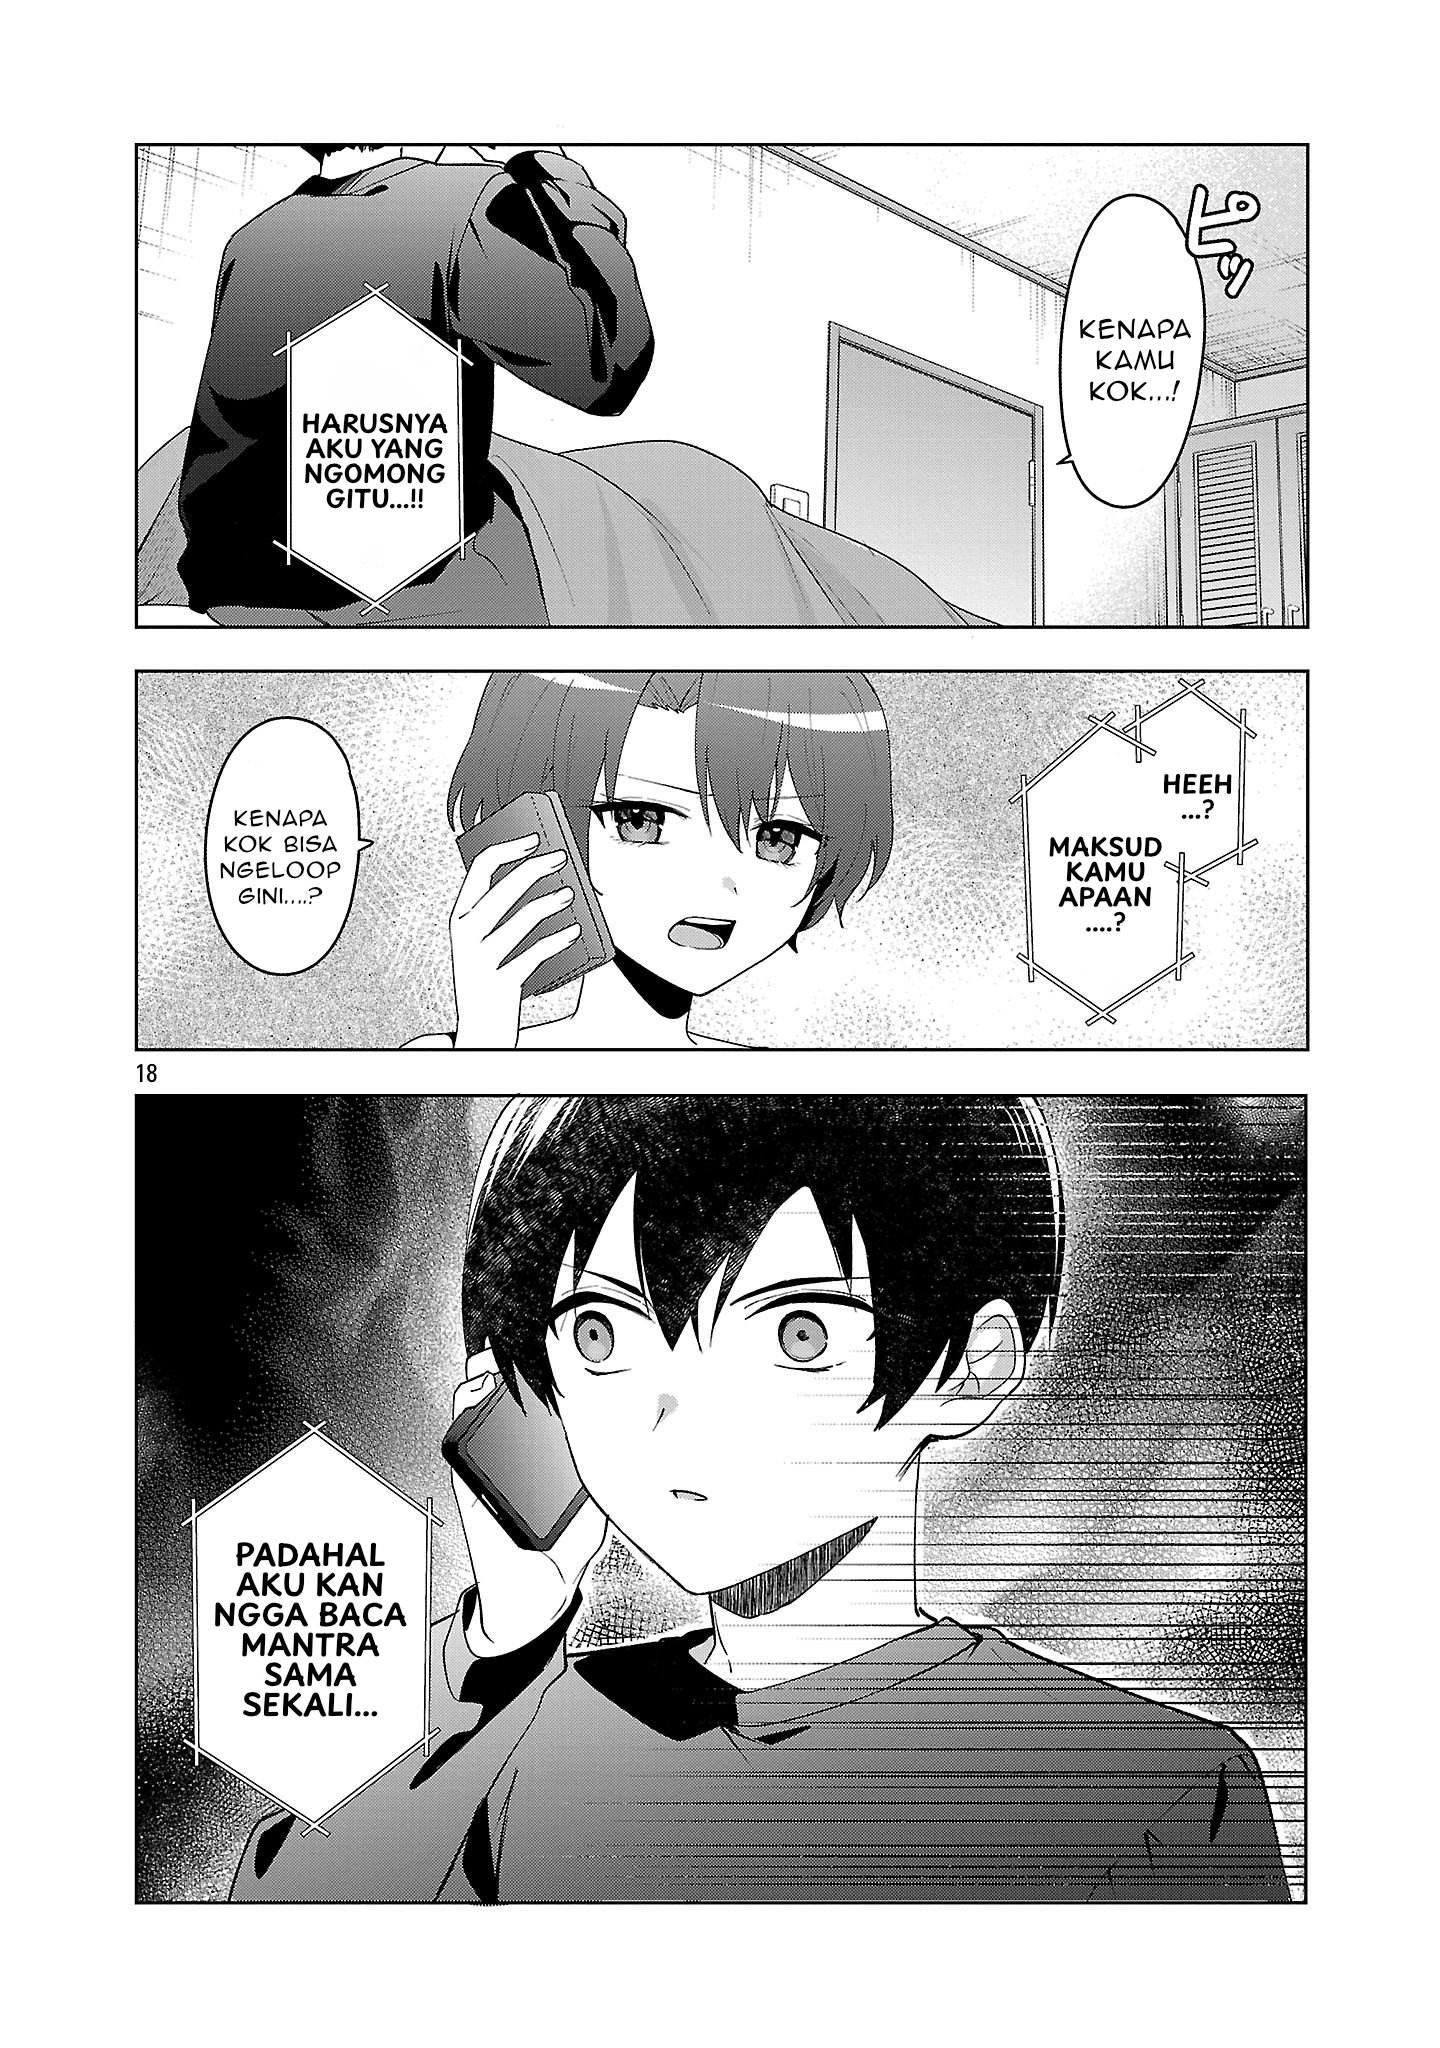 ピッ
KENAPA
KAMU
KOK...!
HARUSNYA
AKU YANG
NGOMONG
GITU...!!
HEEH
...?
MAKSUD
KAMU
APAAN
....?
KENAPA
KOK BISA
NGELOOP
GINI....?
18
PADAHAL
AKU KAN
NGGA BACA
MANTRA
SAMA
SEKALI...